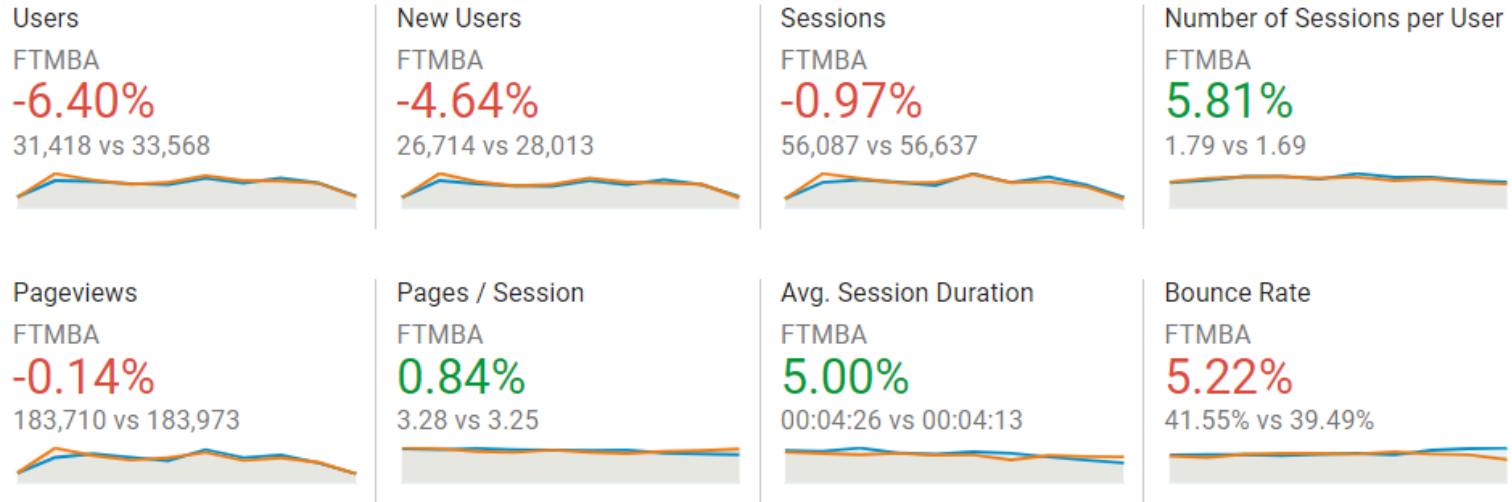 Users
FTMBA
-6.40%
31,418 vs 33,568
New Users
FTMBA
-4.64%
26,714 vs 28,013
Sessions
FTMBA
-0.97%
56,087 vs 56,637
Number of Sessions per User
FTMBA
5.81%
1.79 vs 1.69
Pageviews
FTMBA
-0.14%
183,710 vs 183,973
Pages / Session
FTMBA
0.84%
3.28 vs 3.25
Avg. Session Duration
FTMBA
5.00%
00:04:26 vs 00:04:13
Bounce Rate
FTMBA
5.22%
41.55% vs 39.49%